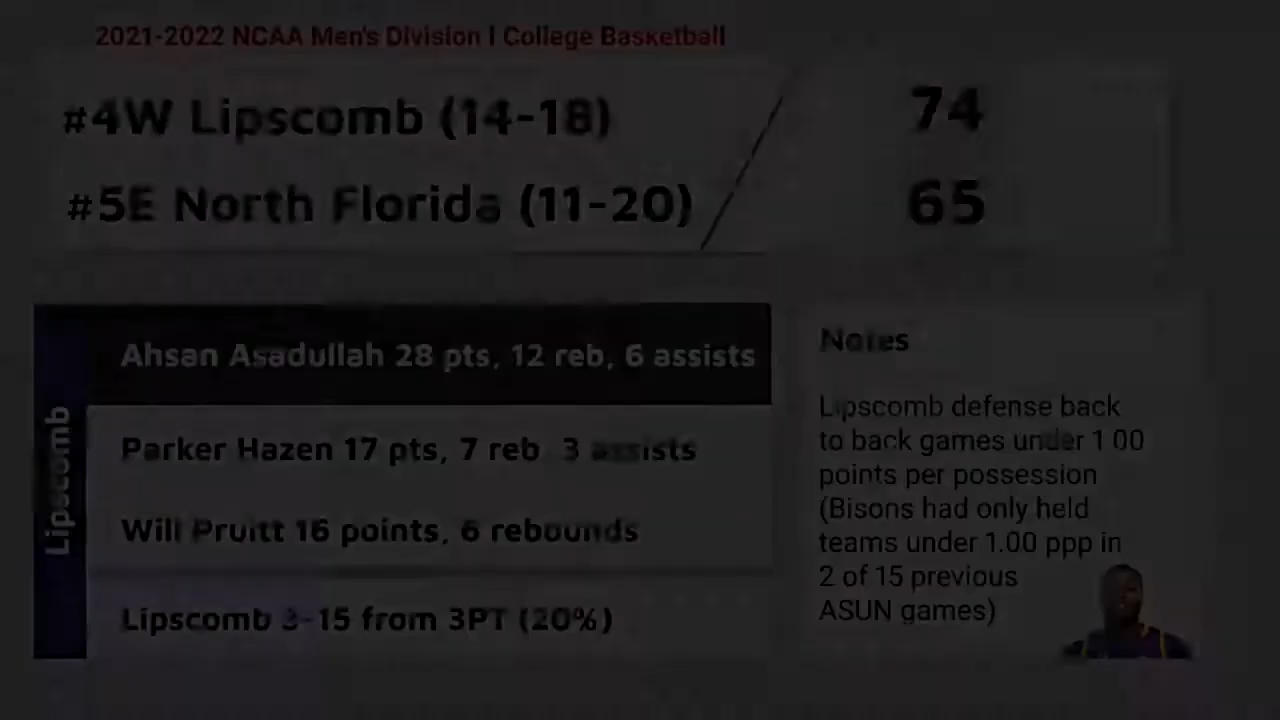 2021-2022 NCAA Men's Division I College Basketball
#4W Lipscomb (14-18)
74
#5E North Florida (11-20)
65
Lipscomb
Ahsan Asadullah 28 pts, 12 reb, 6 assists
Parker Hazen 17 pts, 7 reb 3 assists
Will Pruitt 16 points, 6 rebounds
Lipscomb 3-15 from 3PT (20%)
Notes
Lipscomb defense back
to back games under 1 00
points per possession
(Bisons had only held
teams under 1.00 ppp in
2 of 15 previous
ASUN games)